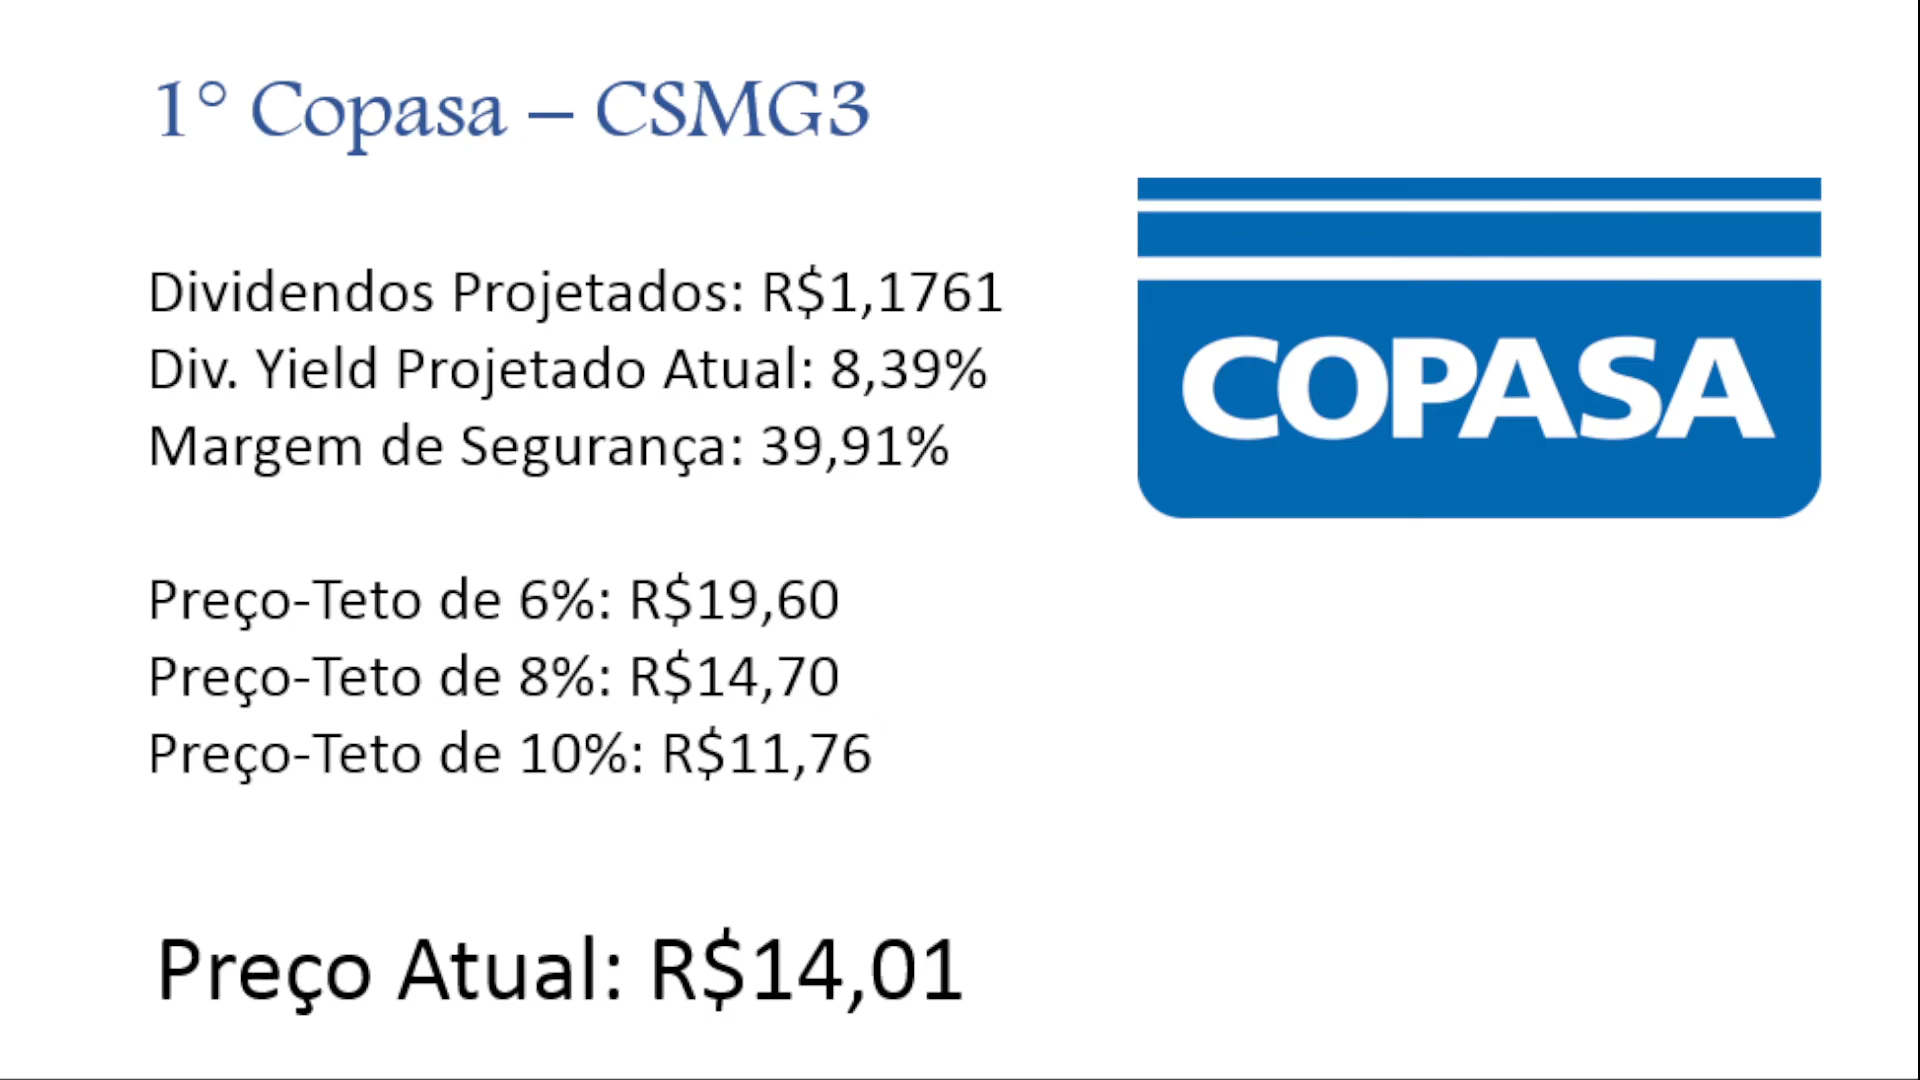 1° Copasa – CSMG3
COPASA
Dividendos Projetados: R$1,1761
Div. Yield Projetado Atual: 8,39%
Margem de Segurança: 39,91%
Preço-Teto de 6%: R$19,60
Preço-Teto de 8%: R$14,70
Preço-Teto de 10%: R$11,76
Preço Atual: R$14,01